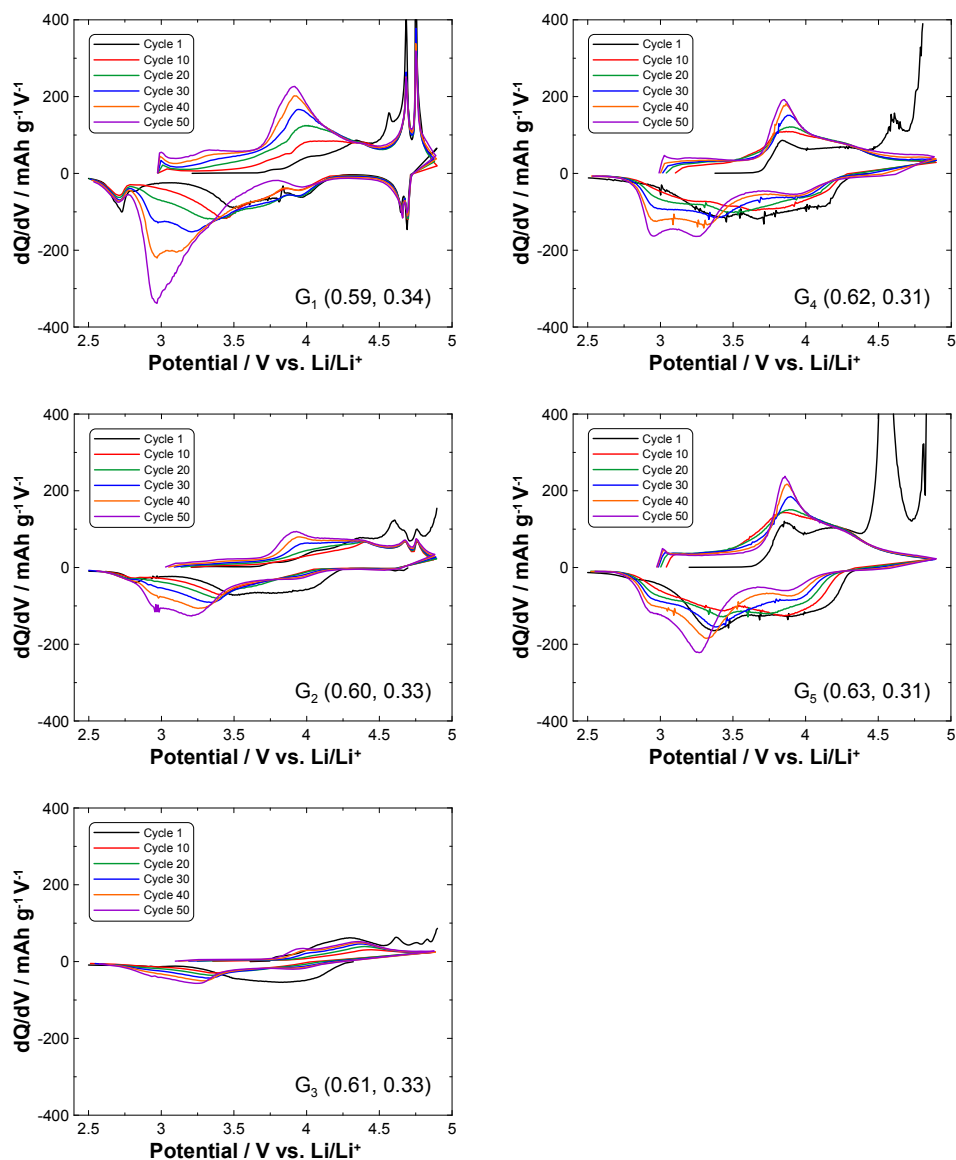 400
300
200
100
0
-100
-200
-300
-400
dQ/dV / mAh g⁻¹ V⁻¹
Cycle 1
Cycle 10
Cycle 20
Cycle 30
Cycle 40
Cycle 50
G₁ (0.59, 0.34)
2.5 3 3.5 4 4.5 5
Potential / V vs. Li/Li⁺
400
200
0
-200
-400
dQ/dV / mAh g⁻¹ V⁻¹
Cycle 1
Cycle 10
Cycle 20
Cycle 30
Cycle 40
Cycle 50
G₄ (0.62, 0.31)
2.5 3 3.5 4 4.5 5
Potential / V vs. Li/Li⁺
400
200
0
-200
-400
dQ/dV / mAh g⁻¹ V⁻¹
Cycle 1
Cycle 10
Cycle 20
Cycle 30
Cycle 40
Cycle 50
G₂ (0.60, 0.33)
2.5 3 3.5 4 4.5 5
Potential / V vs. Li/Li⁺
400
200
0
-200
-400
dQ/dV / mAh g⁻¹ V⁻¹
Cycle 1
Cycle 10
Cycle 20
Cycle 30
Cycle 40
Cycle 50
G₅ (0.63, 0.31)
2.5 3 3.5 4 4.5 5
Potential / V vs. Li/Li⁺
400
200
0
-200
-400
dQ/dV / mAh g⁻¹ V⁻¹
Cycle 1
Cycle 10
Cycle 20
Cycle 30
Cycle 40
Cycle 50
G₃ (0.61, 0.33)
2.5 3 3.5 4 4.5 5
Potential / V vs. Li/Li⁺